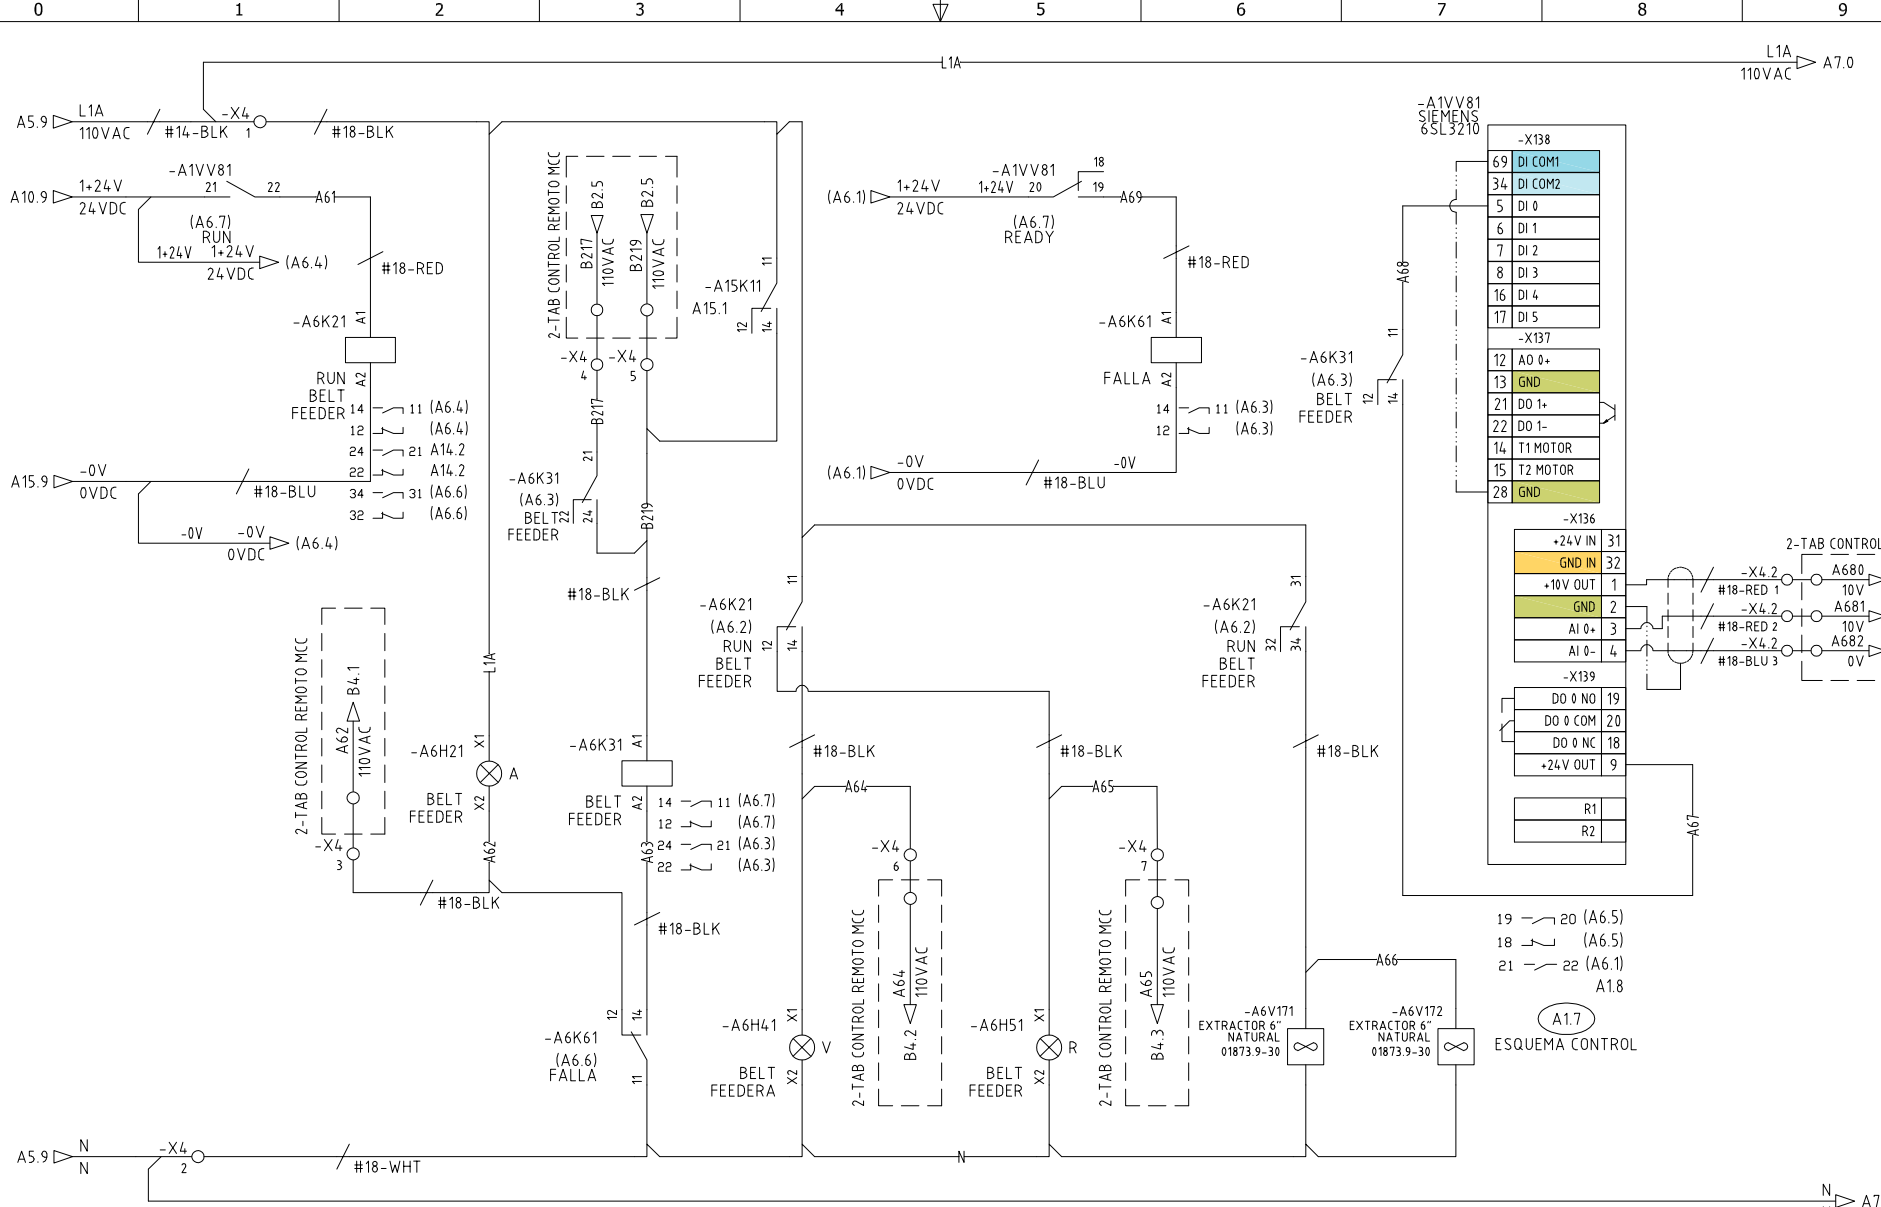 0 1 2 3 4 5 6 7 8 9
L1A
L1A
110VAC
A7.0
A5.9
L1A
110VAC
#14-BLK
-X4
1
#18-BLK
A10.9
1+24V
24VDC
-A1VV81
21 22
A61
(A6.7)
RUN
1+24V 1+24V
24VDC
(A6.4)
#18-RED
-A6K21
A1
A2
RUN
BELT
FEEDER
14 11 (A6.4)
12 (A6.4)
24 21 A14.2
22 A14.2
34 31 (A6.6)
32 (A6.6)
A15.9
-0V
0VDC
#18-BLU
-0V -0V
0VDC
(A6.4)
2-TAB CONTROL REMOTO MCC
B2.5
B217
110VAC
B2.5
B219
110VAC
-X4
4
-X4
5
B217
21
-A6K31
(A6.3)
BELT
FEEDER
22
24
B219
#18-BLK
11
-A15K11
A15.1
12
14
(A6.1)
1+24V
24VDC
1+24V
-A1VV81
20
18
19
A69
(A6.7)
READY
#18-RED
-A6K61
A1
FALLA
A2
14 11 (A6.3)
12 (A6.3)
(A6.1)
-0V
0VDC
#18-BLU
-0V
A68
11
-A6K31
(A6.3)
BELT
FEEDER
12
14
-A1VV81
SIEMENS
6SL3210
-X138
69 DI COM1
34 DI COM2
5 DI 0
6 DI 1
7 DI 2
8 DI 3
16 DI 4
17 DI 5
-X137
12 AO 0+
13 GND
21 DO 1+
22 DO 1-
14 T1 MOTOR
15 T2 MOTOR
28 GND
-X136
+24V IN 31
GND IN 32
+10V OUT 1
GND 2
AI 0+ 3
AI 0- 4
-X139
DO 0 NO 19
DO 0 COM 20
DO 0 NC 18
+24V OUT 9
R1
R2
A67
2-TAB CONTROL
-X4.2
#18-RED 1
A680
10V
-X4.2
#18-RED 2
A681
10V
-X4.2
#18-BLU 3
A682
0V
19 20 (A6.5)
18 (A6.5)
21 22 (A6.1)
A1.8
A1.7
ESQUEMA CONTROL
2-TAB CONTROL REMOTO MCC
B4.1
A62
110VAC
-X4
3
#18-BLK
L1A
-A6H21
X1
A
X2
BELT
FEEDER
A62
-A6K31
A1
BELT
FEEDER
A2
14 11 (A6.7)
12 (A6.7)
24 21 (A6.3)
22 (A6.3)
A63
#18-BLK
12
14
-A6K61
(A6.6)
FALLA
11
11
-A6K21
(A6.2)
RUN
BELT
FEEDER
12
14
#18-BLK
A64
-X4
6
2-TAB CONTROL REMOTO MCC
A64
110VAC
B4.2
-A6H41
X1
V
X2
BELT
FEEDERA
#18-BLK
A65
-X4
7
2-TAB CONTROL REMOTO MCC
A65
110VAC
B4.3
-A6H51
X1
R
X2
BELT
FEEDER
31
-A6K21
(A6.2)
RUN
BELT
FEEDER
32
34
#18-BLK
A66
-A6V171
EXTRACTOR 6"
NATURAL
01873.9-30
-A6V172
EXTRACTOR 6"
NATURAL
01873.9-30
A5.9
N
N
-X4
2
#18-WHT
N
N
A7